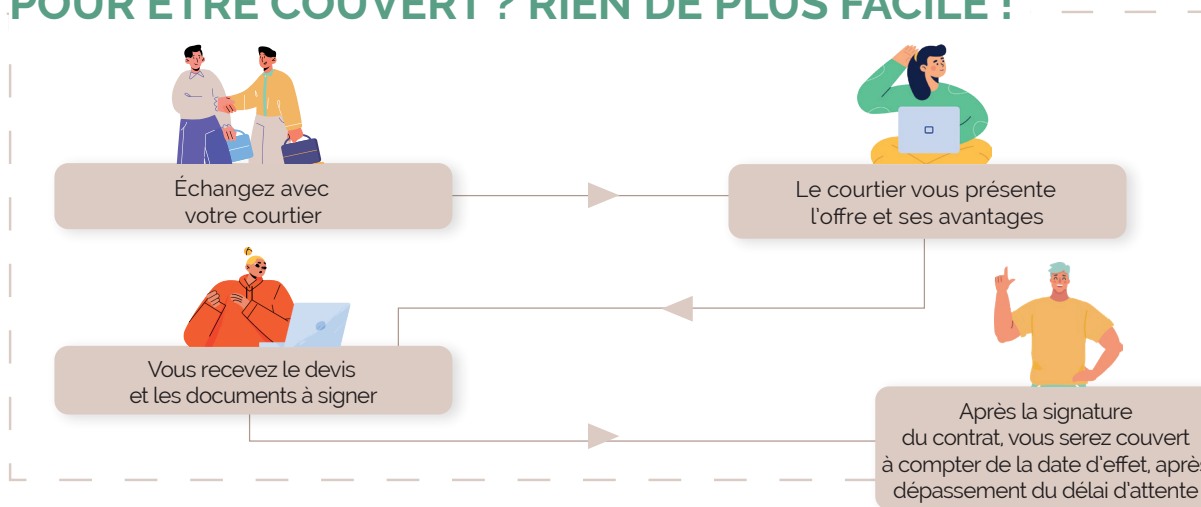 POUR ÊTRE COUVERT ? RIEN DE PLUS FACILE !
Échangez avec
votre courtier
Le courtier vous présente
l'offre et ses avantages
Vous recevez le devis
et les documents à signer
Après la signature
du contrat, vous serez couvert
à compter de la date d'effet, après
dépassement du délai d'attente